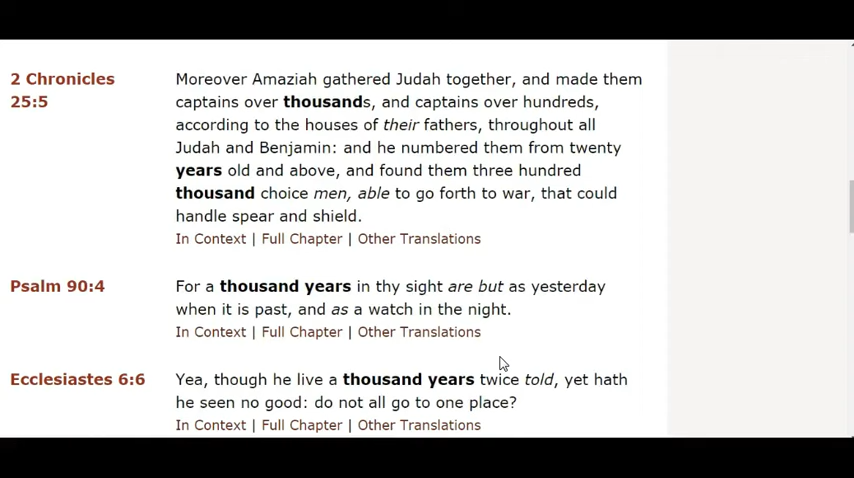 2 Chronicles
25:5
Moreover Amaziah gathered Judah together, and made them
captains over thousands, and captains over hundreds,
according to the houses of their fathers, throughout all
Judah and Benjamin: and he numbered them from twenty
years old and above, and found them three hundred
thousand choice men, able to go forth to war, that could
handle spear and shield.
In Context | Full Chapter | Other Translations
Psalm 90:4
For a thousand years in thy sight are but as yesterday
when it is past, and as a watch in the night.
In Context | Full Chapter | Other Translations
Ecclesiastes 6:6
Yea, though he live a thousand years twice told, yet hath
he seen no good: do not all go to one place?
In Context | Full Chapter | Other Translations